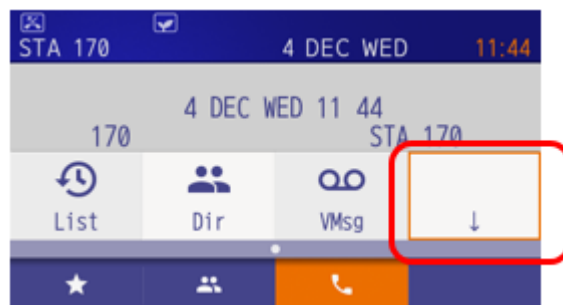 STA 170 4 DEC WED 11:44
4 DEC WED 11 44
170 STA 170
List Dir VMsg ↓